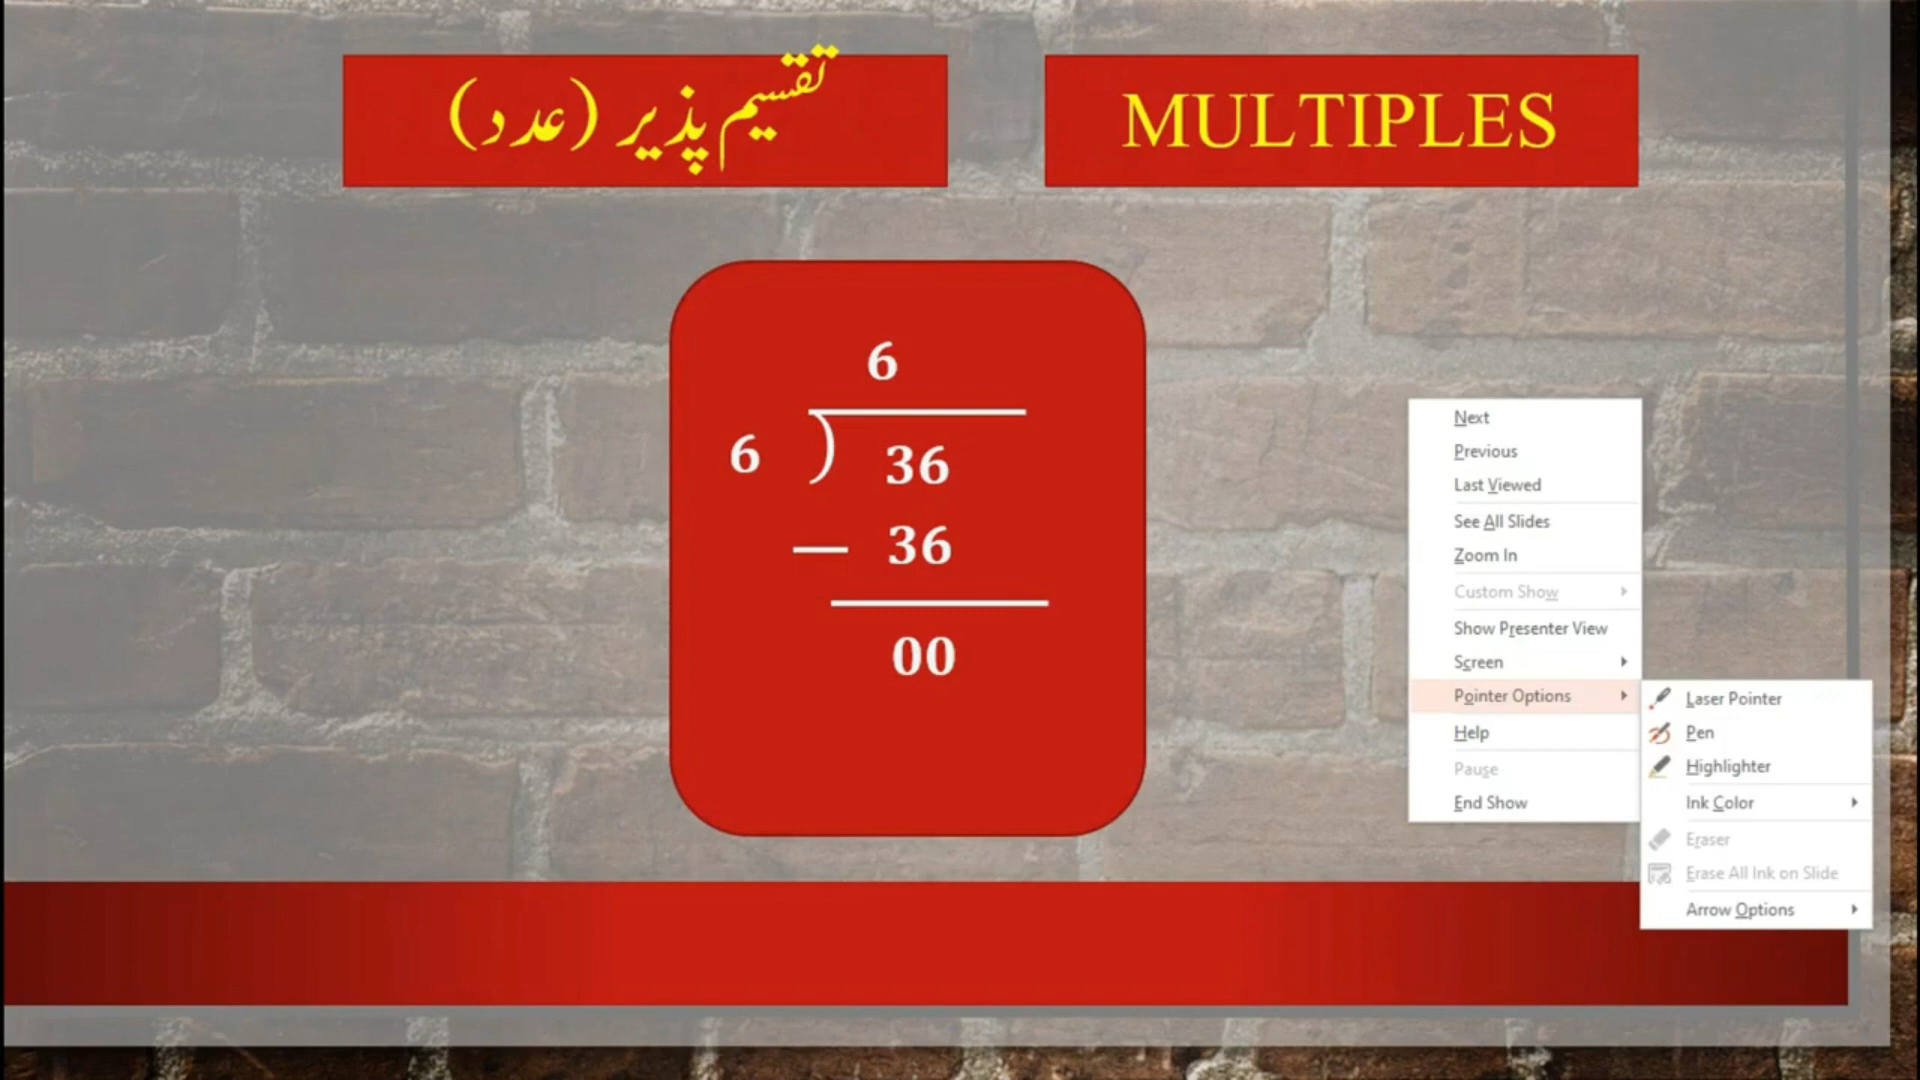 تقسیم پذیر (عدد)
MULTIPLES
6
6 ) 36
— 36
00
Next
Previous
Last Viewed
See All Slides
Zoom In
Custom Show
Show Presenter View
Screen
Pointer Options
Help
Pause
End Show
Laser Pointer
Pen
Highlighter
Ink Color
Eraser
Erase All Ink on Slide
Arrow Options